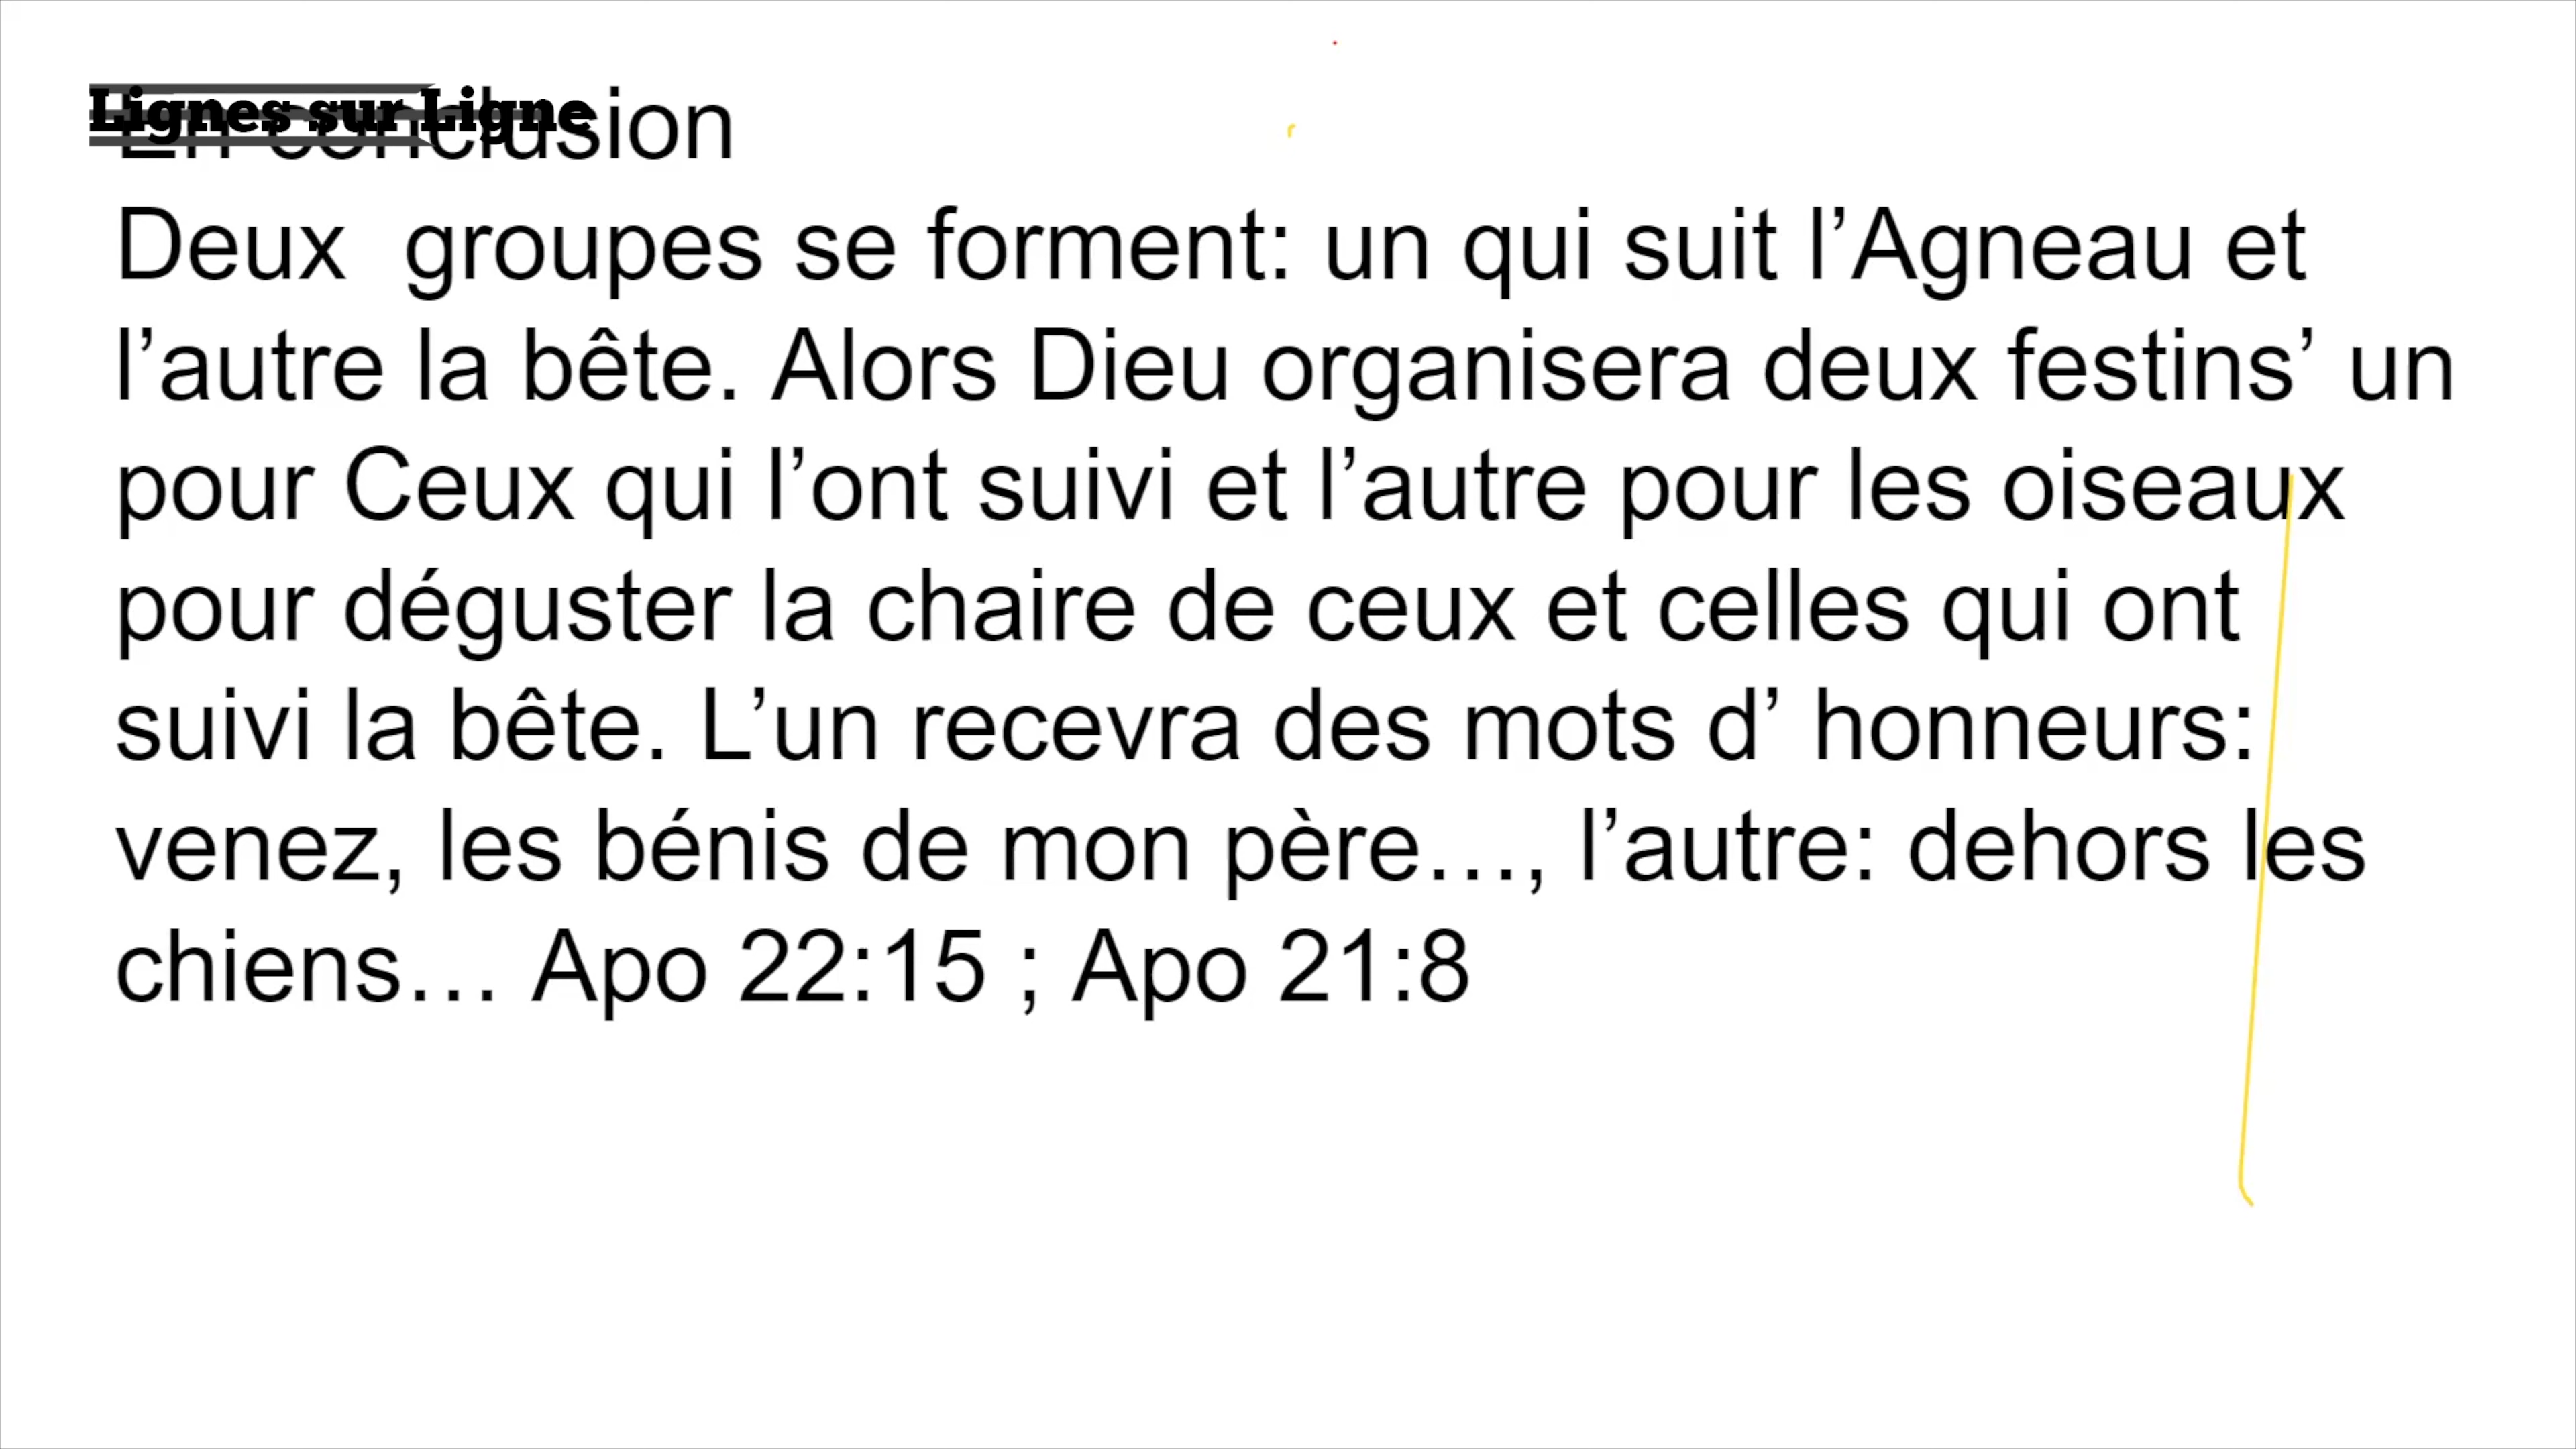 Lignes sur Ligne
En conclusion
Deux  groupes se forment: un qui suit l’Agneau et
l’autre la bête. Alors Dieu organisera deux festins’ un
pour Ceux qui l’ont suivi et l’autre pour les oiseaux
pour déguster la chaire de ceux et celles qui ont
suivi la bête. L’un recevra des mots d’ honneurs:
venez, les bénis de mon père…, l’autre: dehors les
chiens… Apo 22:15 ; Apo 21:8